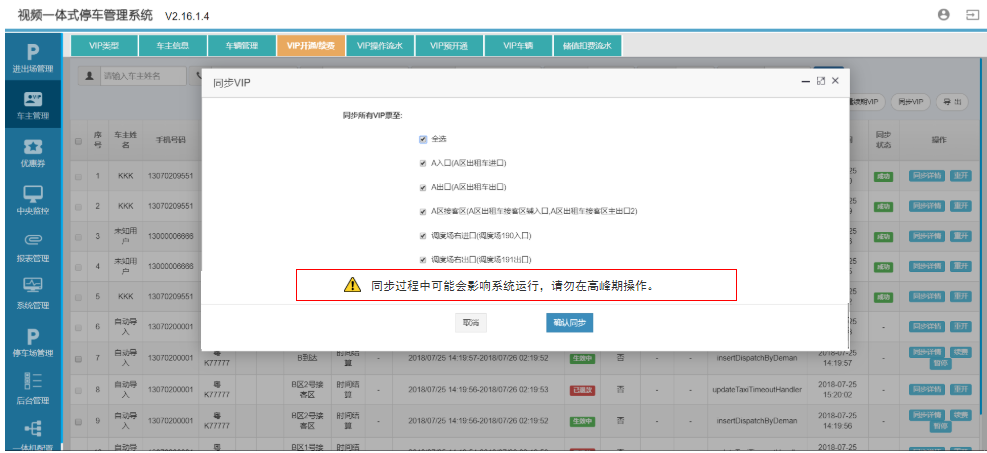 视频一体式停车管理系统 V2.16.1.4
VIP类型 车主信息 车辆管理 VIP开通/续费 VIP操作流水 VIP预开通 VIP车辆 储值扣费流水
进出场管理
车主管理
优惠券
中央监控
报表管理
系统管理
停车场管理
后台管理
一体机配置
请输入车主姓名
同步VIP 导 出
序号 车主姓名 手机号码 同步状态 操作
1 KKK 13070209551 成功 同步详情 重开
2 KKK 13070209551 成功 同步详情 重开
3 未知用户 13000006666 成功 同步详情 重开
4 未知用户 13000006666 成功 同步详情 重开
5 KKK 13070209551 成功 同步详情 重开
6 自动导入 13070200001 - 同步详情 重开
同步VIP
同步所有VIP票至:
全选
A入口(A区出租车进口)
A出口(A区出租车出口)
A区接客区(A区出租车接客区辅入口,A区出租车接客区主出口2)
调度场右进口(调度场190入口)
调度场右出口(调度场191出口)
同步过程中可能会影响系统运行，请勿在高峰期操作。
取消 确认同步
7 自动导入 13070200001 粤K77777 B到达 时间结算 - 2018/07/25 14:19:57-2018/07/26 02:19:52 生效中 否 - - insertDispatchByDeman 2018-07-25 14:19:57 - 同步详情 续费 暂停
8 自动导入 13070200001 粤K77777 B区2号接客区 时间结算 - 2018/07/25 14:19:56-2018/07/26 02:19:53 否 - - updateTaxiTimeoutHandler 2018-07-25 15:20:02 - 同步详情 重开
9 自动导入 13070200001 粤K77777 B区2号接客区 时间结算 - 2018/07/25 14:19:56-2018/07/26 02:19:52 生效中 否 - - insertDispatchByDeman 2018-07-25 14:19:56 - 同步详情 续费 暂停
自动导 粤 B区1号接 时间结 2018-07-25